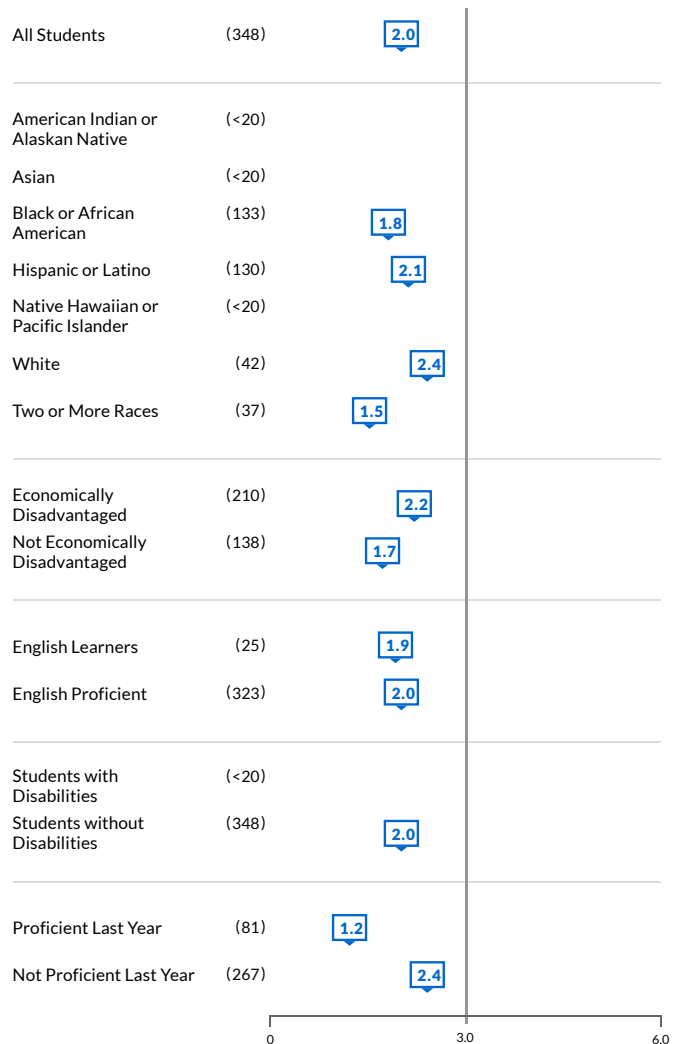 All Students (348) 2.0
American Indian or (<20)
Alaskan Native
Asian (<20)
Black or African (133) 1.8
American
Hispanic or Latino (130) 2.1
Native Hawaiian or (<20)
Pacific Islander
White (42) 2.4
Two or More Races (37) 1.5
Economically (210) 2.2
Disadvantaged
Not Economically (138) 1.7
Disadvantaged
English Learners (25) 1.9
English Proficient (323) 2.0
Students with (<20)
Disabilities
Students without (348) 2.0
Disabilities
Proficient Last Year (81) 1.2
Not Proficient Last Year (267) 2.4
0 3.0 6.0